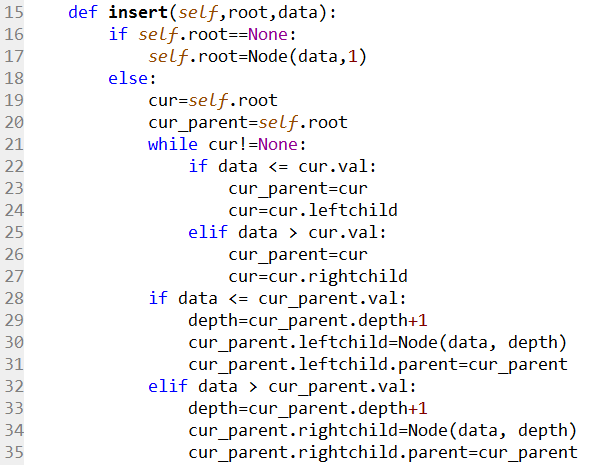 15     def insert(self,root,data):
16         if self.root==None:
17             self.root=Node(data,1)
18         else:
19             cur=self.root
20             cur_parent=self.root
21             while cur!=None:
22                 if data <= cur.val:
23                     cur_parent=cur
24                     cur=cur.leftchild
25                 elif data > cur.val:
26                     cur_parent=cur
27                     cur=cur.rightchild
28             if data <= cur_parent.val:
29                 depth=cur_parent.depth+1
30                 cur_parent.leftchild=Node(data, depth)
31                 cur_parent.leftchild.parent=cur_parent
32             elif data > cur_parent.val:
33                 depth=cur_parent.depth+1
34                 cur_parent.rightchild=Node(data, depth)
35                 cur_parent.rightchild.parent=cur_parent